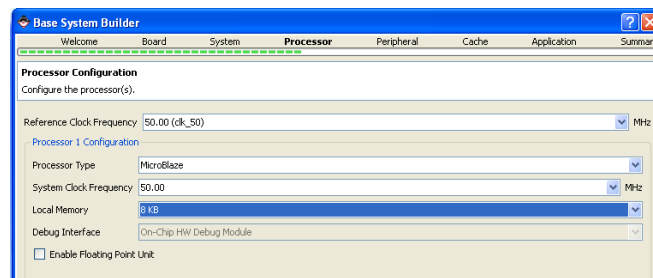 Base System Builder
Welcome Board System Processor Peripheral Cache Application Summar
Processor Configuration
Configure the processor(s).
Reference Clock Frequency 50.00 (clk_50) MHz
Processor 1 Configuration
Processor Type MicroBlaze
System Clock Frequency 50.00 MHz
Local Memory 8 KB
Debug Interface On-Chip HW Debug Module
Enable Floating Point Unit